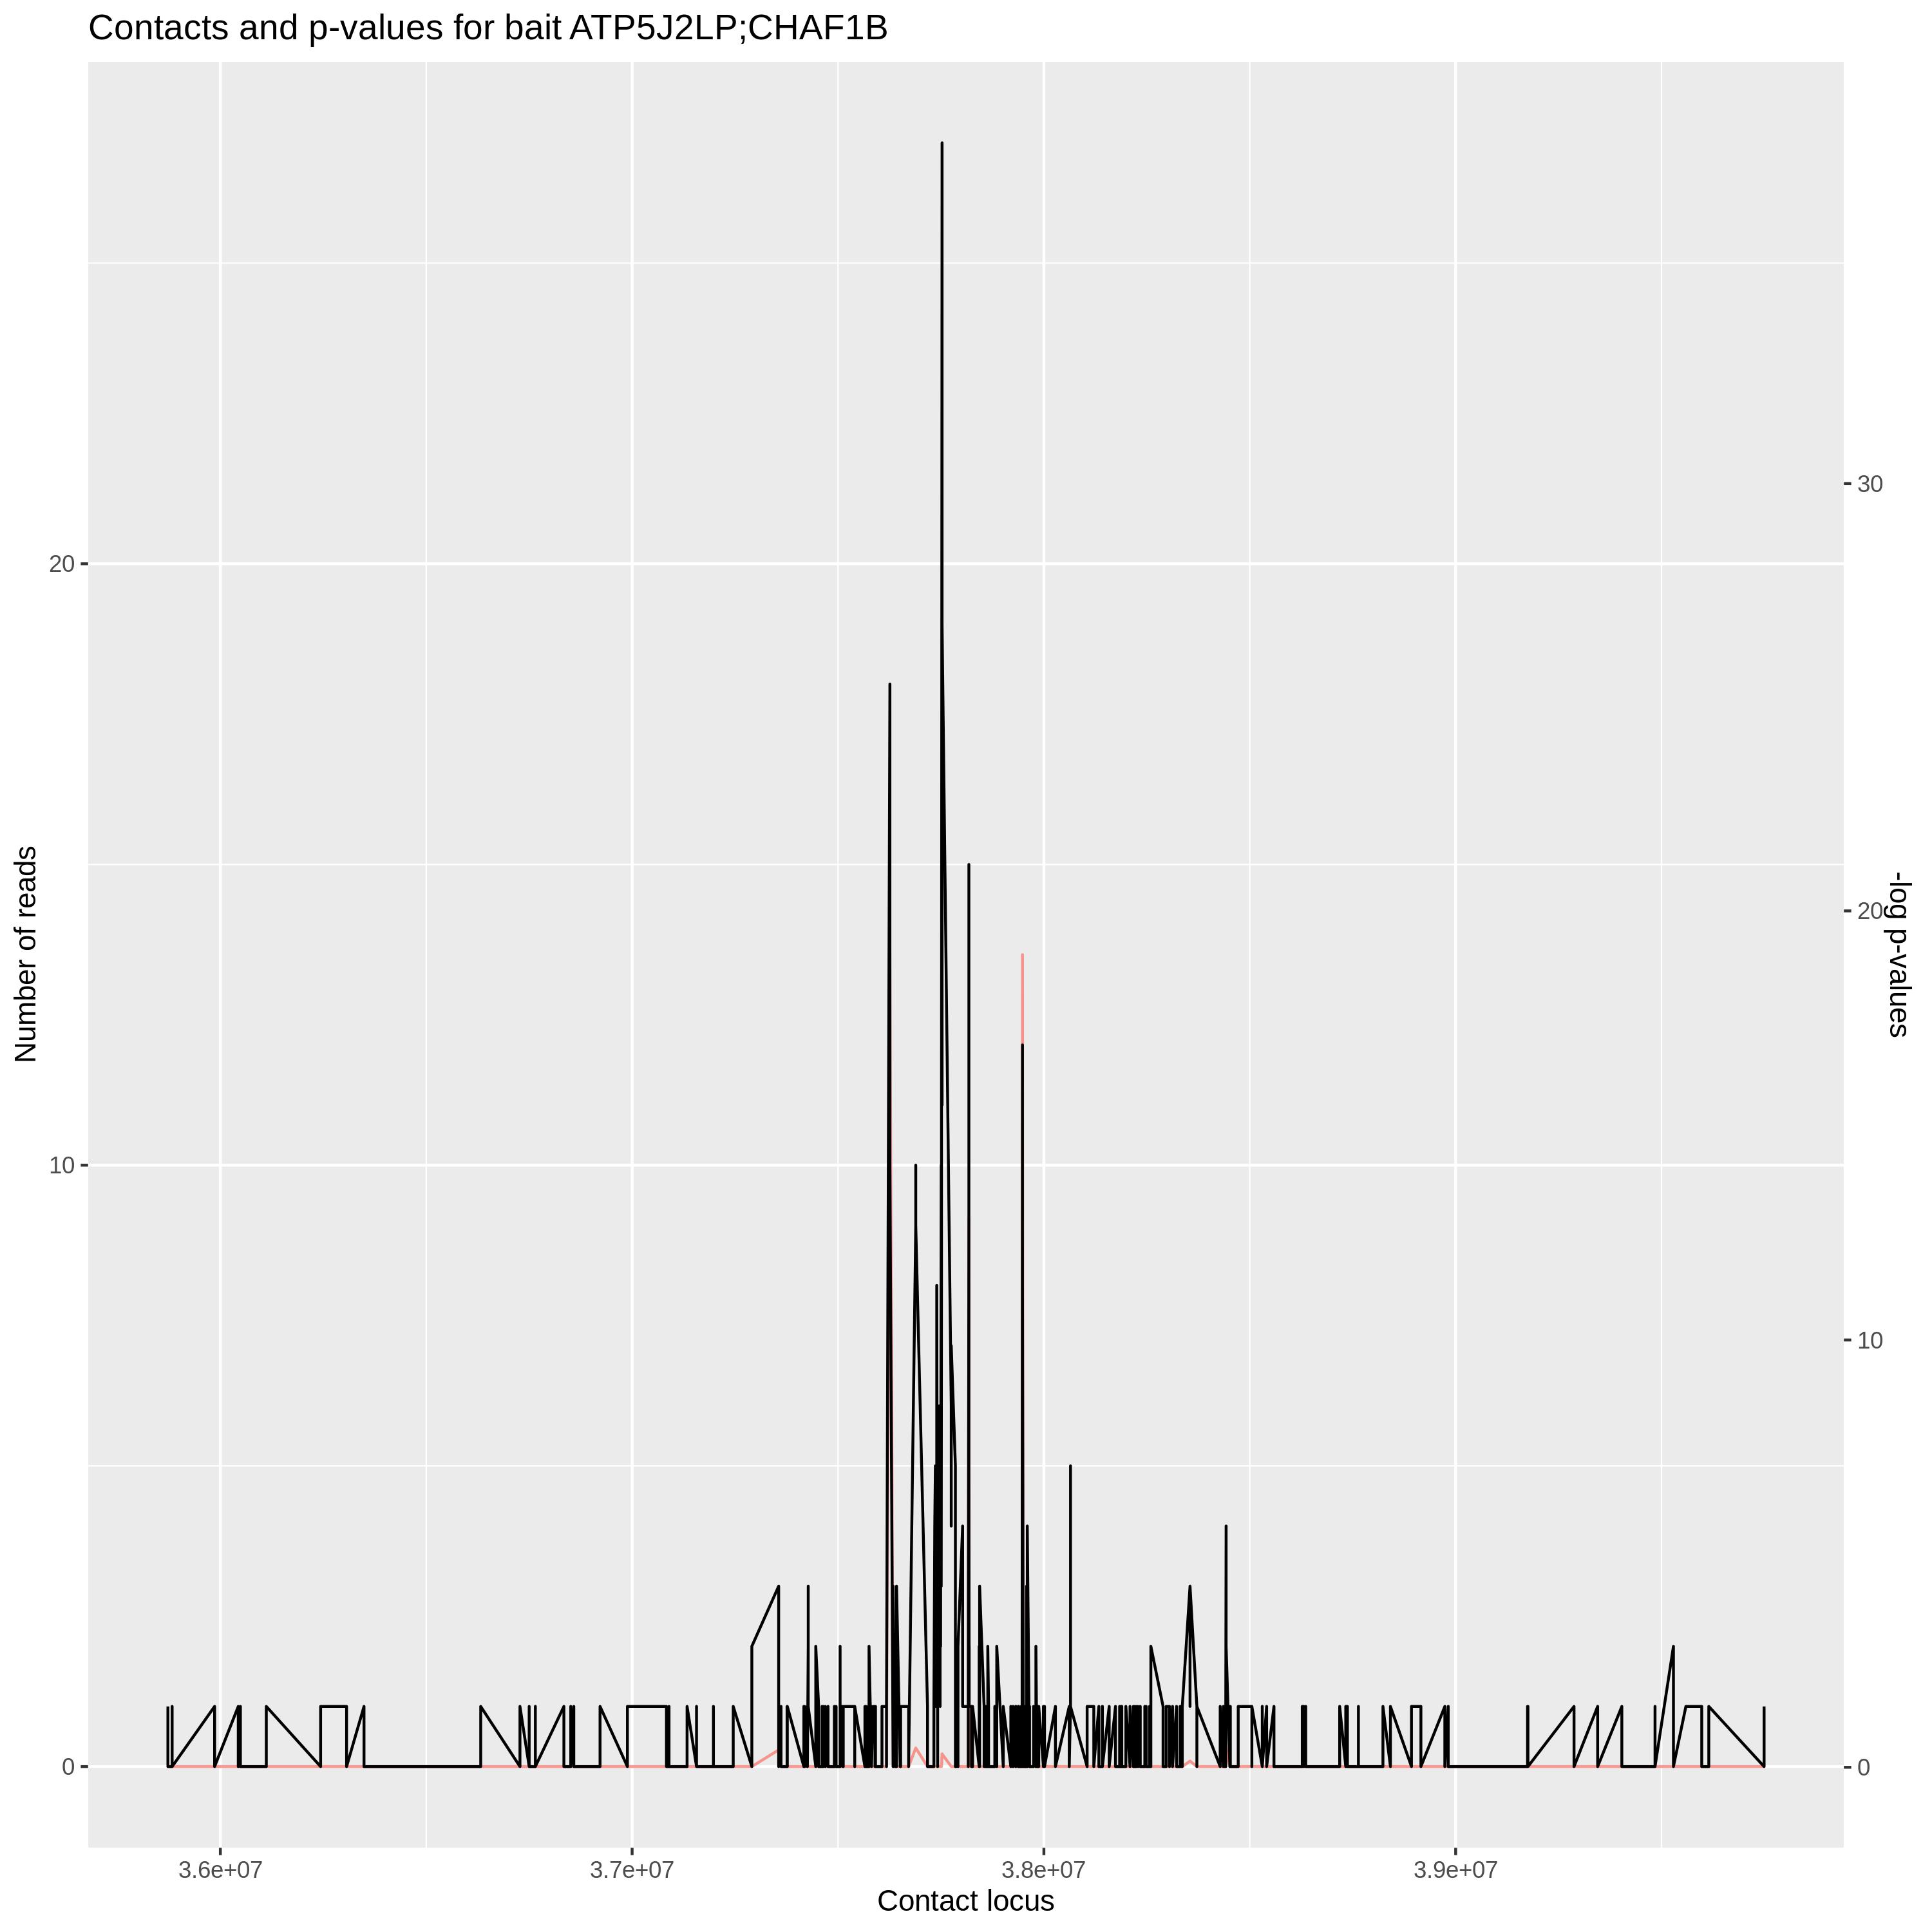 Contacts and p-values for bait ATP5J2LP;CHAF1B
Number of reads
20
10
0
30
20
10
0
-log p-values
3.6e+07
3.7e+07
3.8e+07
3.9e+07
Contact locus